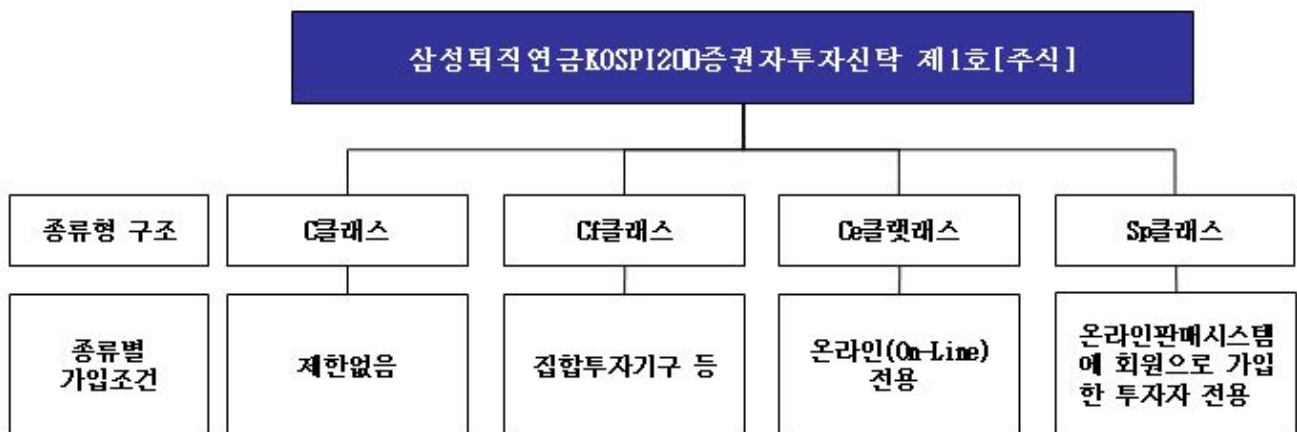 삼성퇴직연금KOSPI200증권자투자신탁 제1호[주식]
종류형 구조
C클래스
Cf클래스
Ce클랫래스
Sp클래스
종류별
가입조건
제한없음
집합투자기구 등
온라인(On-Line)
전용
온라인판매시스템
에 회원으로 가입
한 투자자 전용